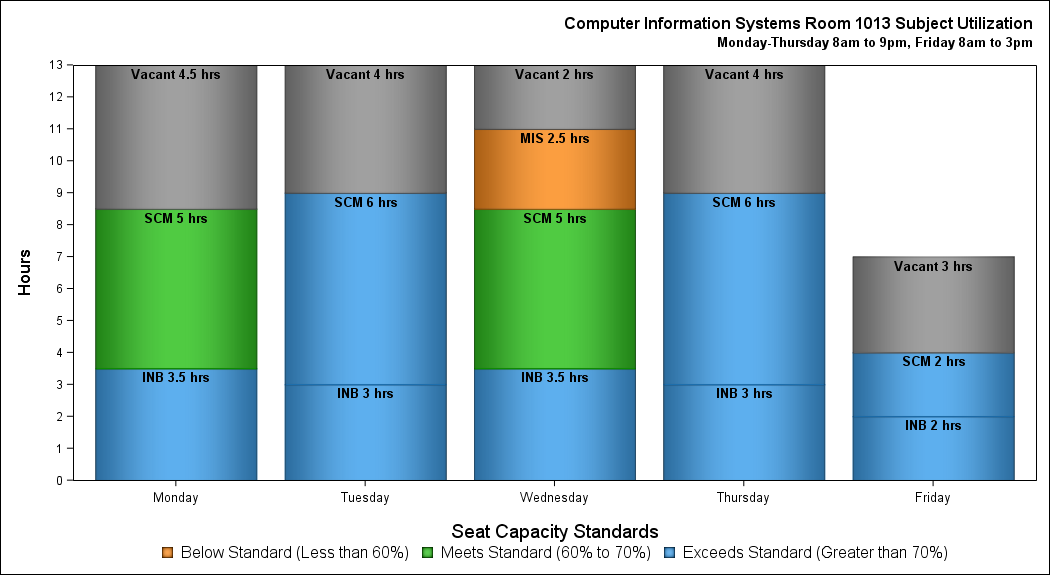 Computer Information Systems Room 1013 Subject Utilization
Monday-Thursday 8am to 9pm, Friday 8am to 3pm
Hours
13
12
11
10
9
8
7
6
5
4
3
2
1
0
Vacant 4.5 hrs
SCM 5 hrs
INB 3.5 hrs
Vacant 4 hrs
SCM 6 hrs
INB 3 hrs
Vacant 2 hrs
MIS 2.5 hrs
SCM 5 hrs
INB 3.5 hrs
Vacant 4 hrs
SCM 6 hrs
INB 3 hrs
Vacant 3 hrs
SCM 2 hrs
INB 2 hrs
Monday Tuesday Wednesday Thursday Friday
Seat Capacity Standards
Below Standard (Less than 60%) Meets Standard (60% to 70%) Exceeds Standard (Greater than 70%)